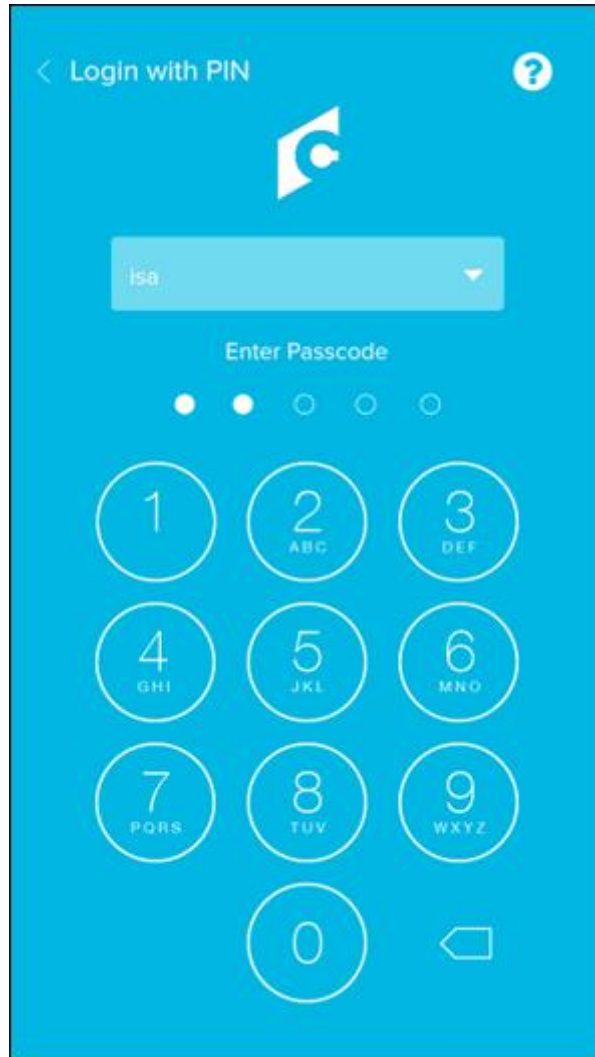 Login with PIN
?
isa
Enter Passcode
1
2
ABC
3
DEF
4
GHI
5
JKL
6
MNO
7
PQRS
8
TUV
9
WXYZ
0